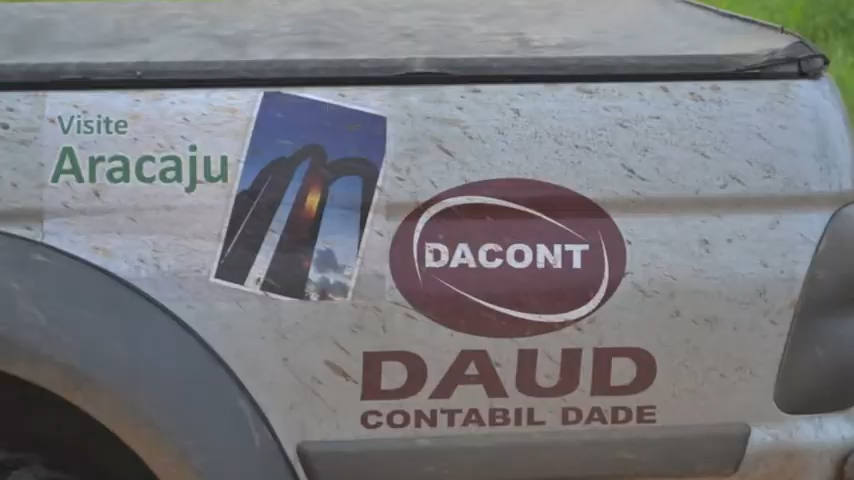 Visite
Aracaju
DACONT
DAUD
CONTABIL DADE